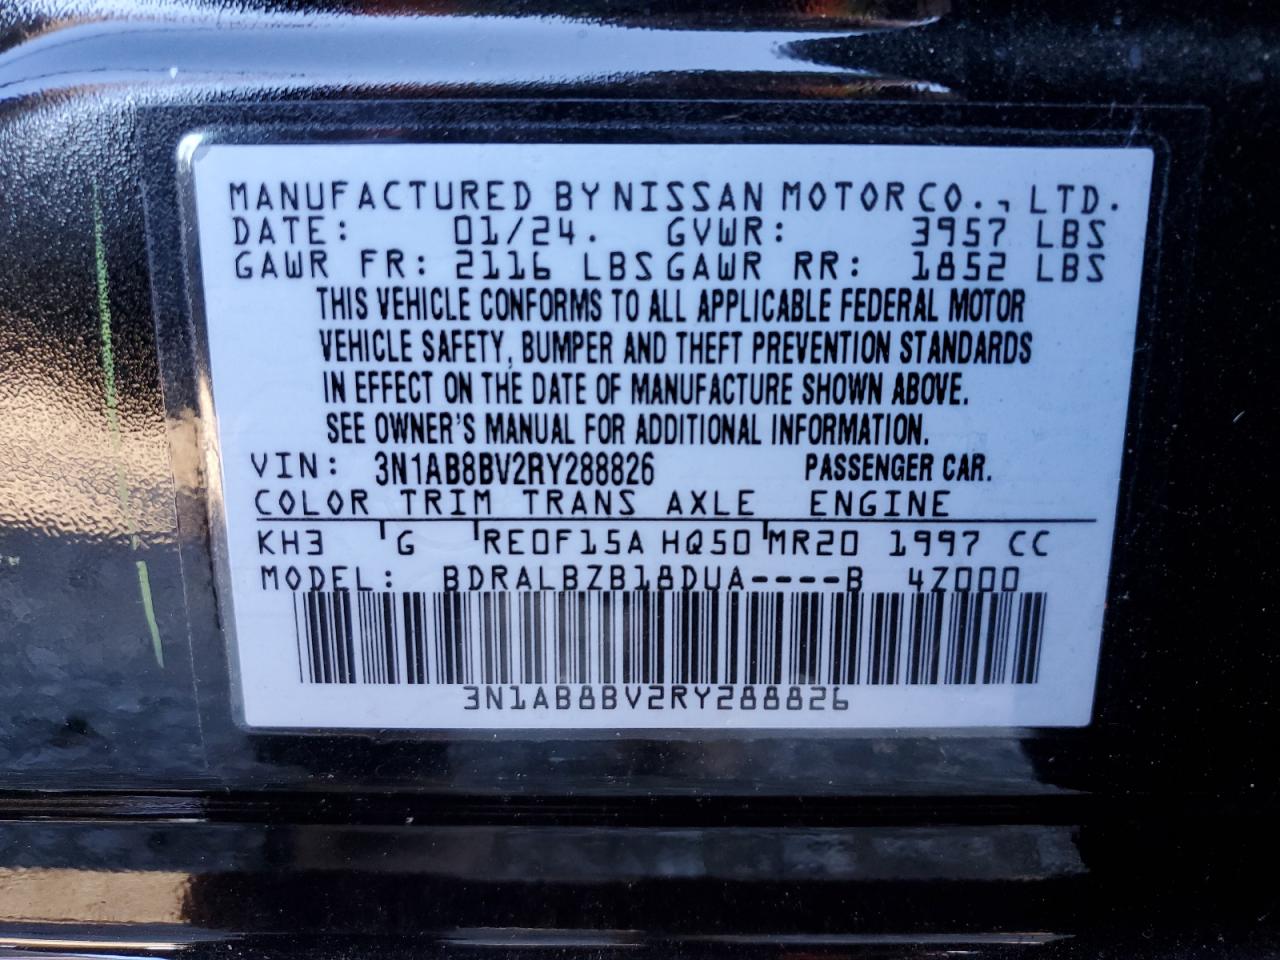 MANUFACTURED BY NISSAN MOTOR CO., LTD.
DATE: 01/24. GVWR: 3957 LBS
GAWR FR: 2116 LBS GAWR RR: 1852 LBS
THIS VEHICLE CONFORMS TO ALL APPLICABLE FEDERAL MOTOR
VEHICLE SAFETY, BUMPER AND THEFT PREVENTION STANDARDS
IN EFFECT ON THE DATE OF MANUFACTURE SHOWN ABOVE.
SEE OWNER'S MANUAL FOR ADDITIONAL INFORMATION.
VIN: 3N1AB8BV2RY288826 PASSENGER CAR.
COLOR TRIM TRANS AXLE ENGINE
KH3 G RE0F15A HQ50 MR20 1997 CC
MODEL: BDRALBZB18DUA----B 4Z000
3N1AB8BV2RY288826